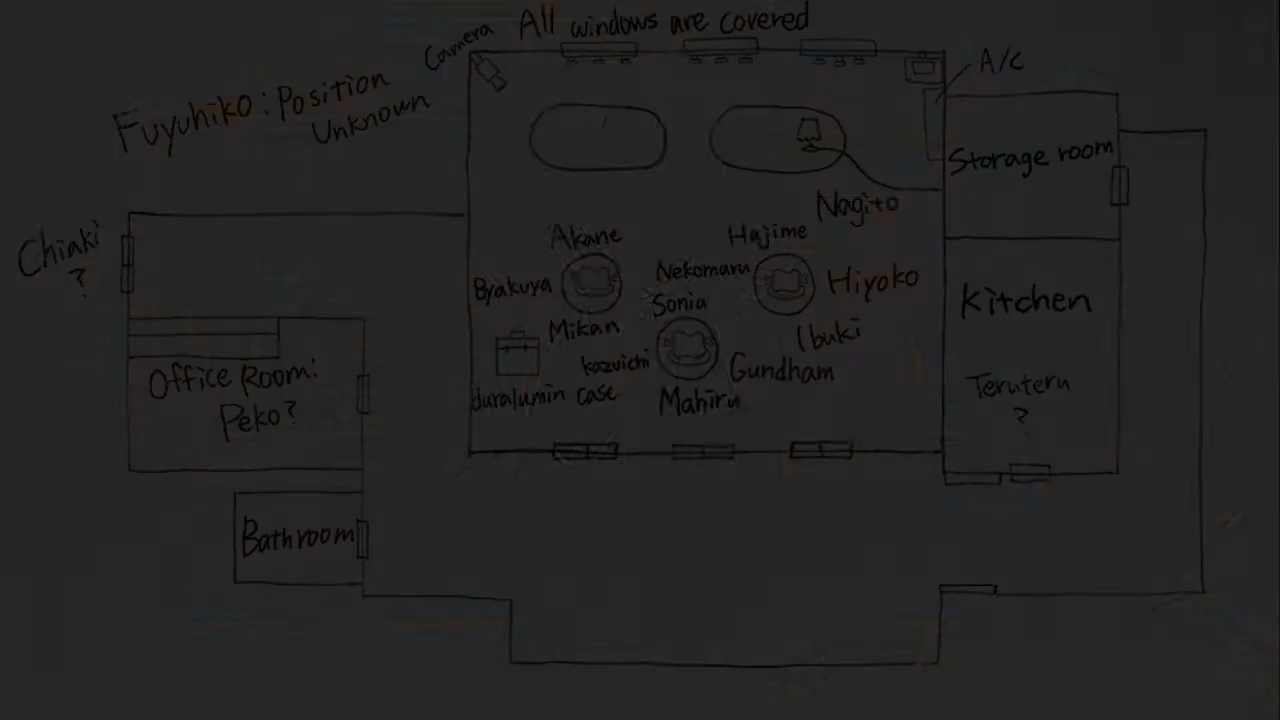 All windows are covered
Camera
A/C
Fuyuhiko: Position
Unknown
Storage room
Nagito
Chiaki
?
Akane
Hajime
Byakuya
Nekomaru
Hiyoko
Sonia
Kitchen
Mikan
Ibuki
kazuichi
Gundham
Office Room:
Peko?
Teruteru
?
duralumin case
Mahiru
Bathroom